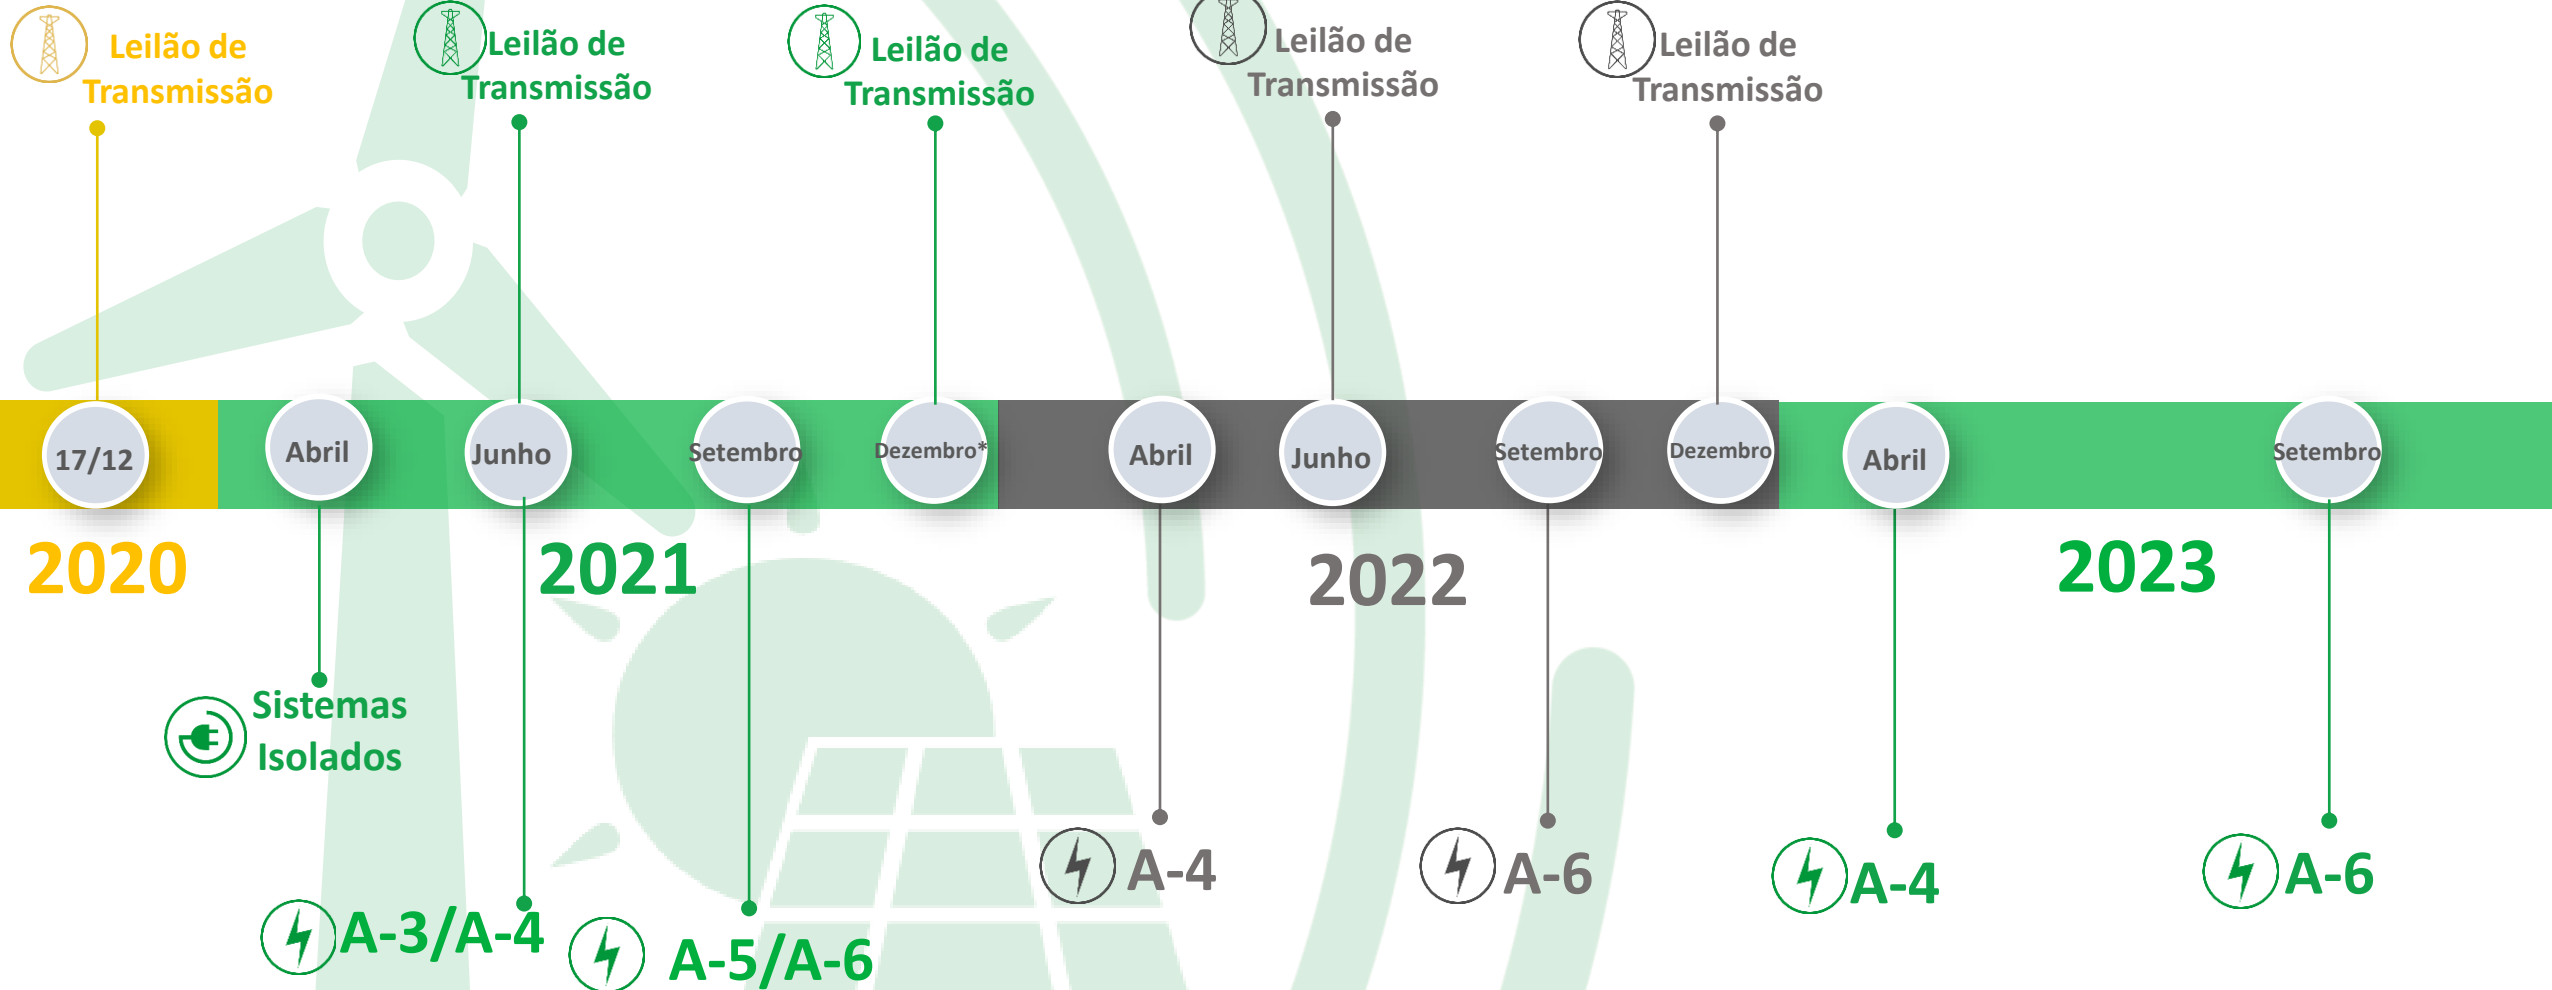 Leilão de
Transmissão
Leilão de
Transmissão
Leilão de
Transmissão
Leilão de
Transmissão
Leilão de
Transmissão
17/12
Abril
Junho
Setembro
Dezembro*
Abril
Junho
Setembro
Dezembro
Abril
Setembro
2020
2021
2022
2023
Sistemas
Isolados
A-3/A-4
A-5/A-6
A-4
A-6
A-4
A-6